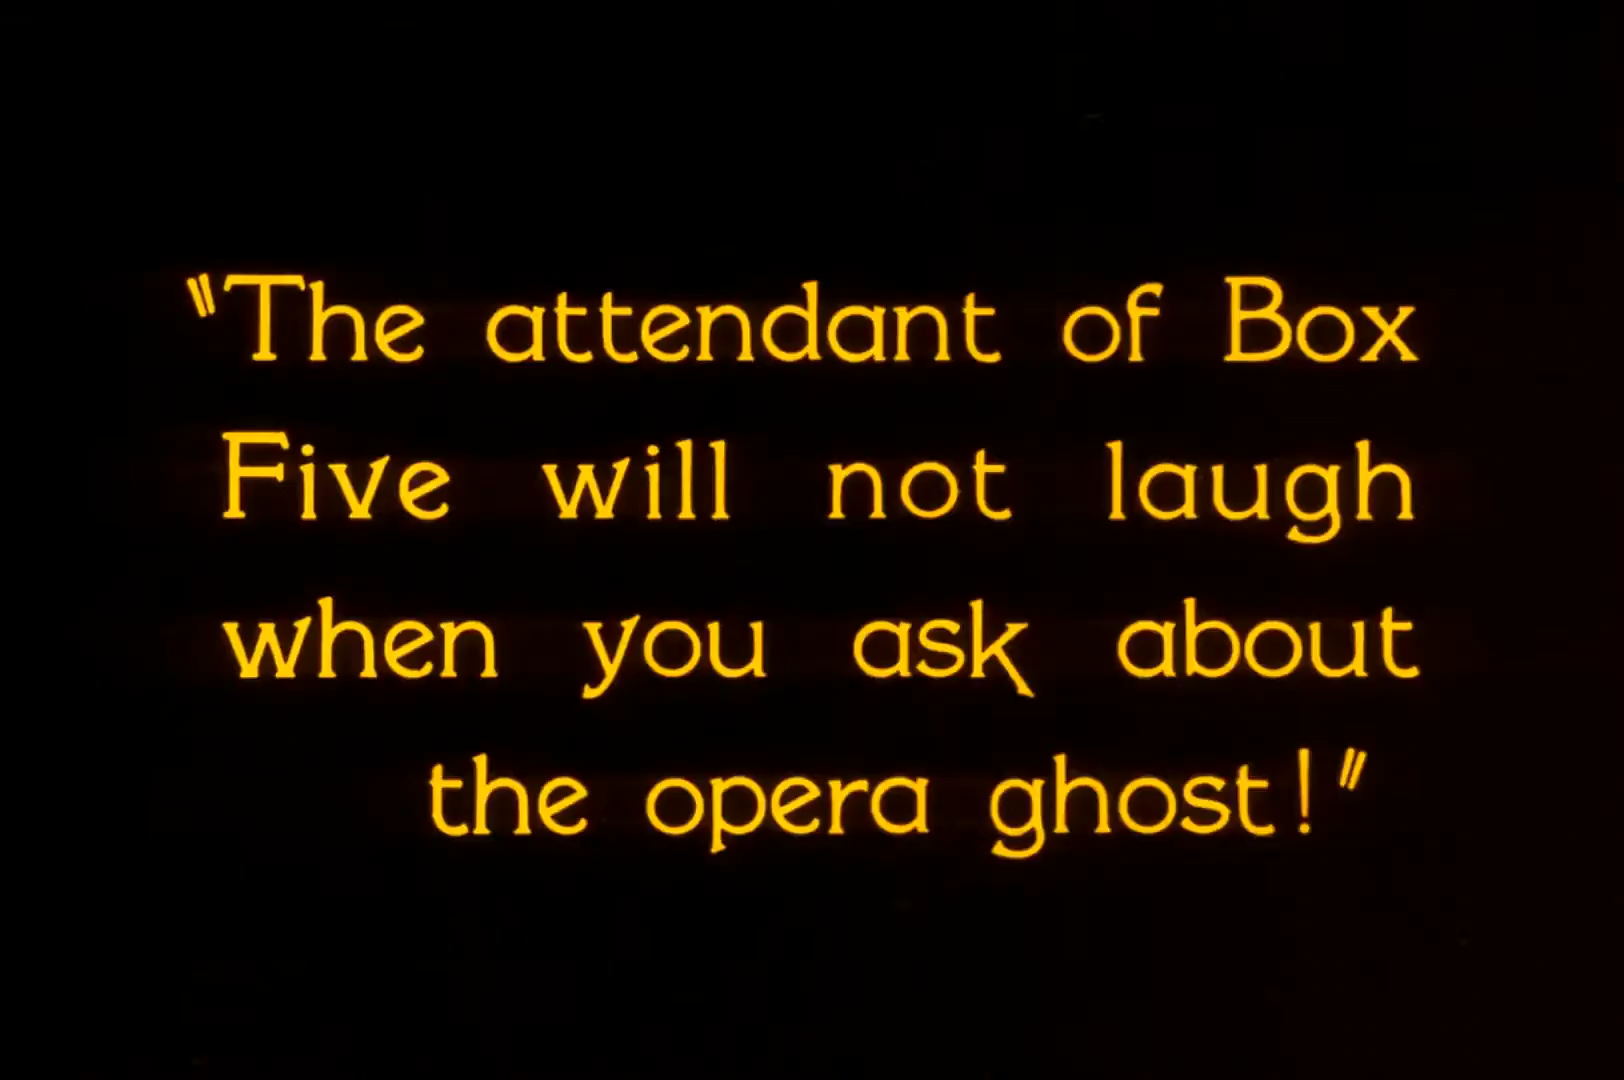 "The attendant of Box
Five will not laugh
when you ask about
the opera ghost!"